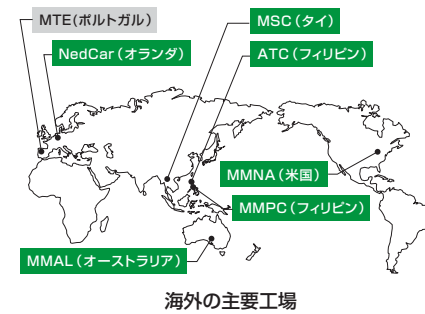 MTE(ポルトガル)
MSC（タイ）
NedCar（オランダ）
ATC（フィリピン）
MMNA（米国）
MMPC（フィリピン）
MMAL（オーストラリア）
海外の主要工場